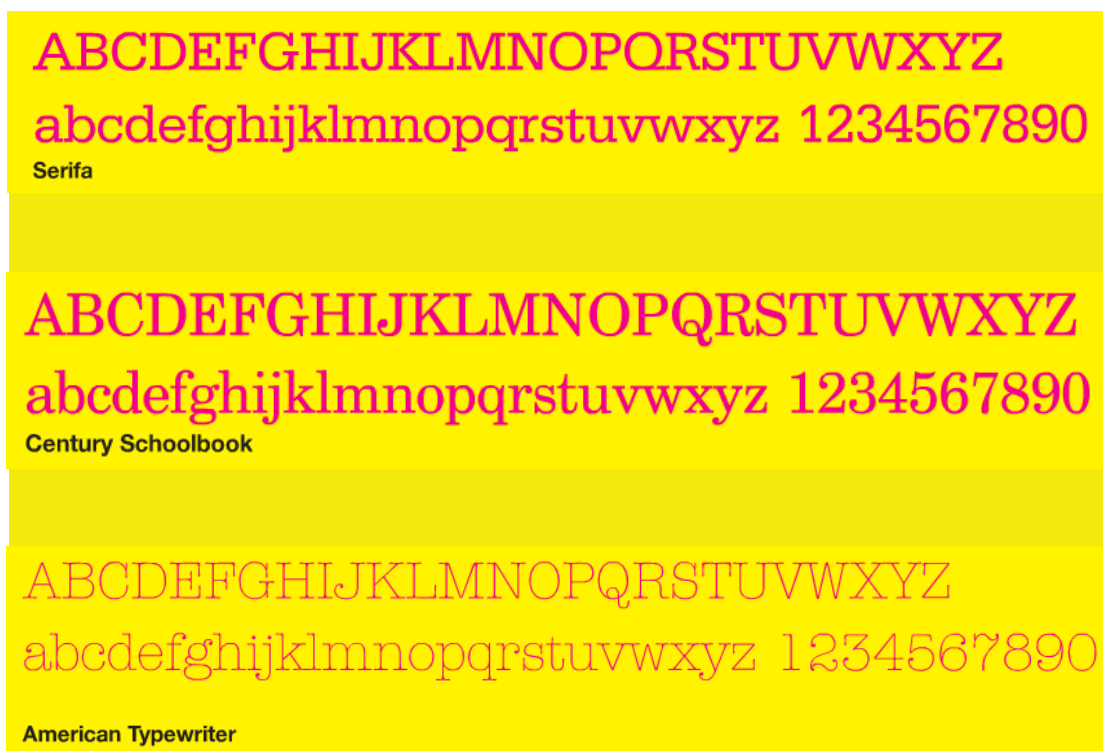 ABCDEFGHIJKLMNOPQRSTUVWXYZ
abcdefghijklmnopqrstuvwxyz 1234567890
Serifa
ABCDEFGHIJKLMNOPQRSTUVWXYZ
abcdefghijklmnopqrstuvwxyz 1234567890
Century Schoolbook
ABCDEFGHIJKLMNOPQRSTUVWXYZ
abcdefghijklmnopqrstuvwxyz 1234567890
American Typewriter